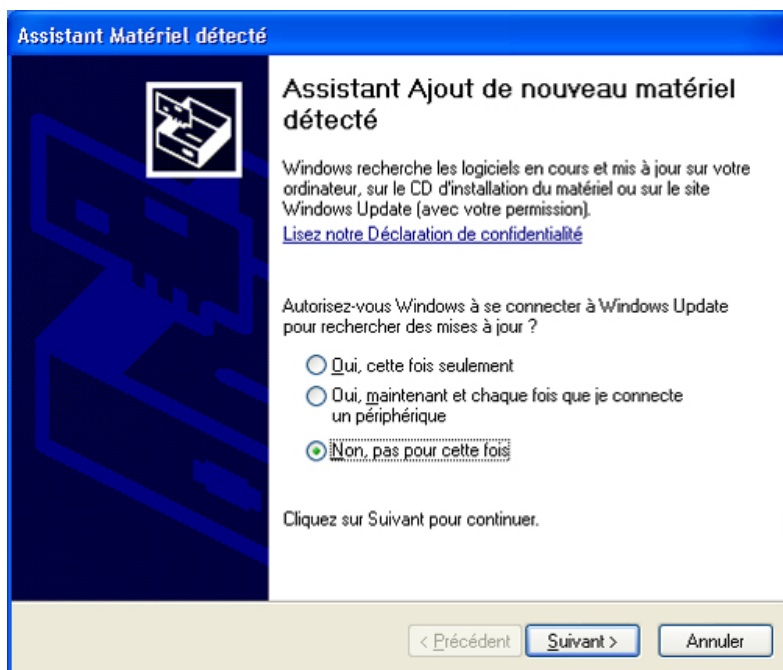 Assistant Matériel détecté
Assistant Ajout de nouveau matériel
détecté
Windows recherche les logiciels en cours et mis à jour sur votre
ordinateur, sur le CD d'installation du matériel ou sur le site
Windows Update (avec votre permission).
Lisez notre Déclaration de confidentialité
Autorisez-vous Windows à se connecter à Windows Update
pour rechercher des mises à jour ?
Oui, cette fois seulement
Oui, maintenant et chaque fois que je connecte
un périphérique
Non, pas pour cette fois
Cliquez sur Suivant pour continuer.
< Précédent
Suivant >
Annuler